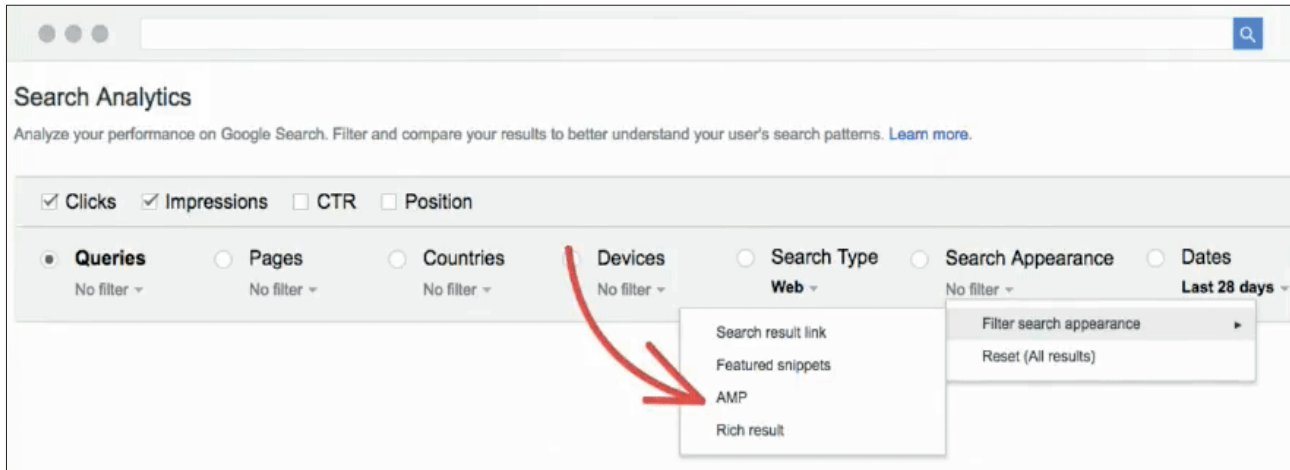 Search Analytics
Analyze your performance on Google Search. Filter and compare your results to better understand your user's search patterns. Learn more.
Clicks Impressions CTR Position
Queries Pages Countries Devices Search Type Search Appearance Dates
No filter No filter No filter No filter Web No filter Last 28 days
Filter search appearance
Reset (All results)
Search result link
Featured snippets
AMP
Rich result